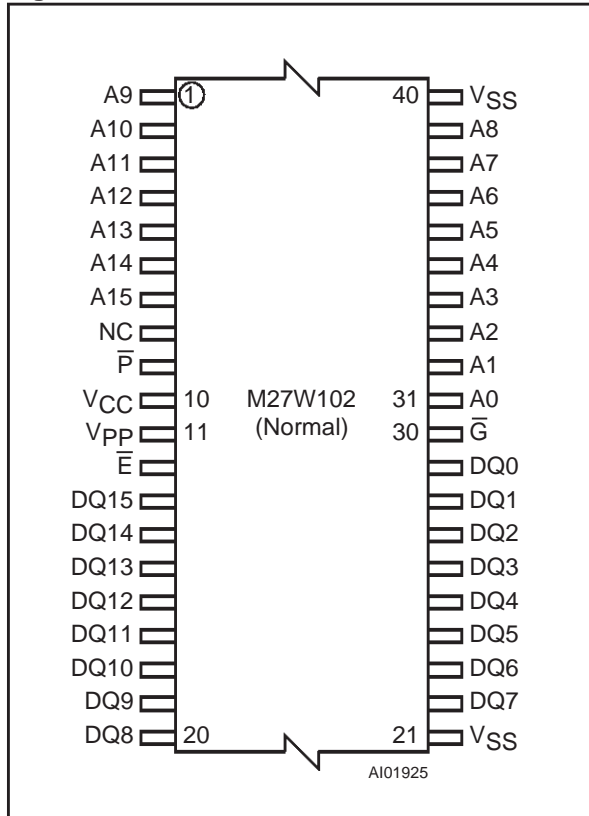 A9 1 40 VSS
A10 A8
A11 A7
A12 A6
A13 A5
A14 A4
A15 A3
NC A2
P̅ A1
VCC 10 M27W102 31 A0
VPP 11 (Normal) 30 G̅
E̅ DQ0
DQ15 DQ1
DQ14 DQ2
DQ13 DQ3
DQ12 DQ4
DQ11 DQ5
DQ10 DQ6
DQ9 DQ7
DQ8 20 21 VSS
AI01925